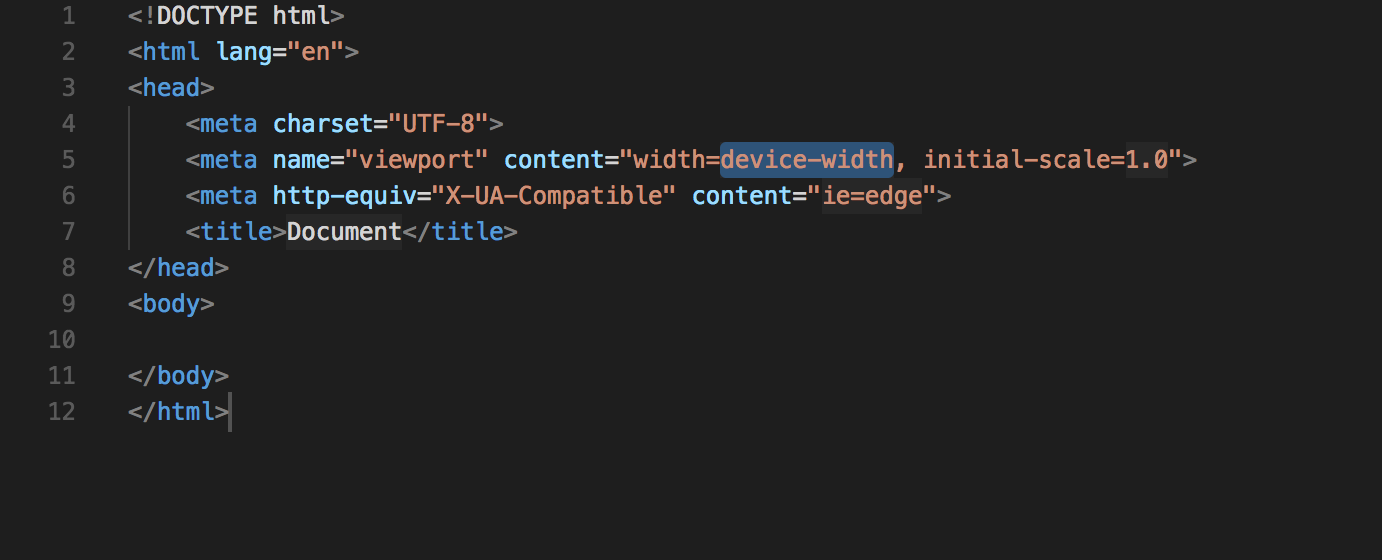 1 <!DOCTYPE html>
2 <html lang="en">
3 <head>
4     <meta charset="UTF-8">
5     <meta name="viewport" content="width=device-width, initial-scale=1.0">
6     <meta http-equiv="X-UA-Compatible" content="ie=edge">
7     <title>Document</title>
8 </head>
9 <body>
10
11 </body>
12 </html>